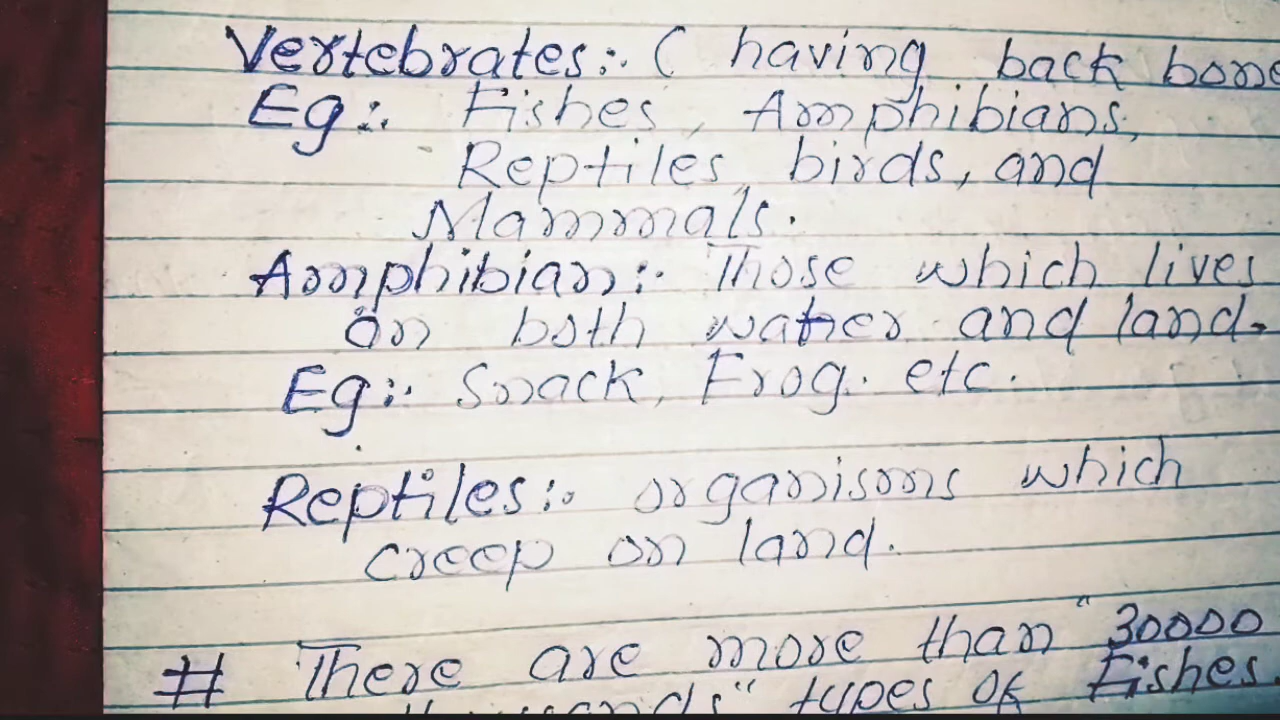 Vertebrates:- ( having back bone
Eg:- Fishes, Amphibians,
Reptiles, birds, and
Mammals.
Amphibian:- Those which lives
on both water and land.
Eg:- Snack, Frog. etc.
Reptiles:- organisms which
creep on land.
# There are more than "30000
thousands" types of Fishes.